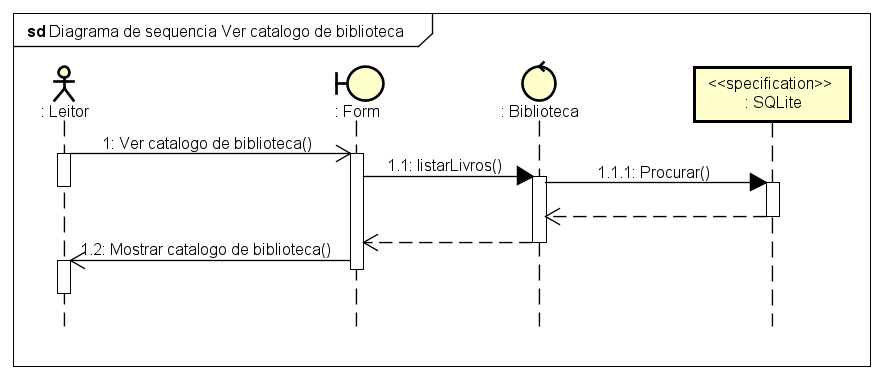 sd Diagrama de sequencia Ver catalogo de biblioteca
: Leitor
: Form
: Biblioteca
<<specification>>
: SQLite
1: Ver catalogo de biblioteca()
1.1: listarLivros()
1.1.1: Procurar()
1.2: Mostrar catalogo de biblioteca()